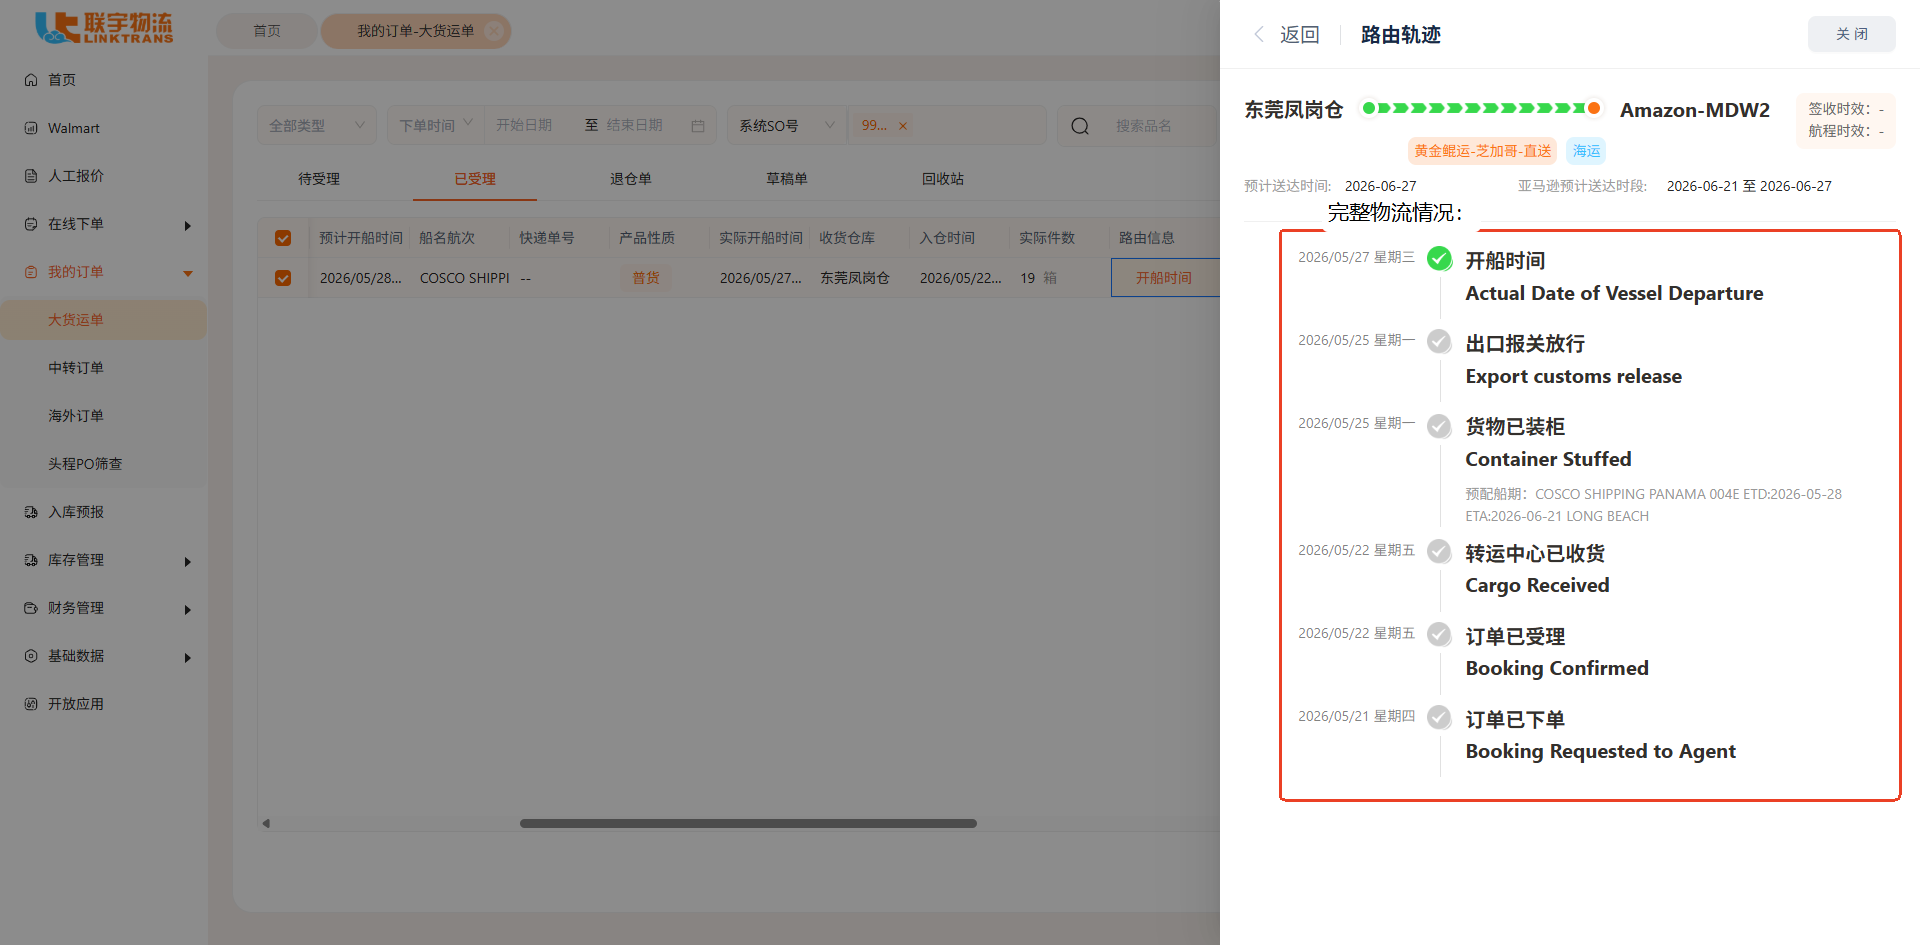 联宇物流
LINKTRANS
首页
我的订单-大货运单
首页
Walmart
人工报价
在线下单
我的订单
大货运单
中转订单
海外订单
头程PO筛查
入库预报
库存管理
财务管理
基础数据
开放应用
全部类型
下单时间
开始日期
至
结束日期
系统SO号
99...
搜索品名
待受理
已受理
退仓单
草稿单
回收站
预计开船时间
船名航次
快递单号
产品性质
实际开船时间
收货仓库
入仓时间
实际件数
路由信息
2026/05/28...
COSCO SHIPPI
--
普货
2026/05/27...
东莞凤岗仓
2026/05/22...
19 箱
开船时间
返回
路由轨迹
关 闭
东莞凤岗仓
Amazon-MDW2
签收时效: -
航程时效: -
黄金鲲运-芝加哥-直送
海运
预计送达时间: 2026-06-27
亚马逊预计送达时段: 2026-06-21 至 2026-06-27
完整物流情况：
2026/05/27 星期三
开船时间
Actual Date of Vessel Departure
2026/05/25 星期一
出口报关放行
Export customs release
2026/05/25 星期一
货物已装柜
Container Stuffed
预配船期：COSCO SHIPPING PANAMA 004E ETD:2026-05-28
ETA:2026-06-21 LONG BEACH
2026/05/22 星期五
转运中心已收货
Cargo Received
2026/05/22 星期五
订单已受理
Booking Confirmed
2026/05/21 星期四
订单已下单
Booking Requested to Agent